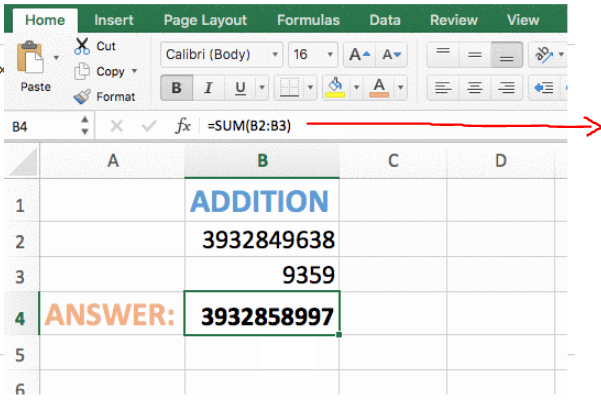 Home Insert Page Layout Formulas Data Review View
Cut
Calibri (Body) 16 A A
Copy
Paste
Format
B I U A
B4 fx =SUM(B2:B3)
A B C D
1 ADDITION
2 3932849638
3 9359
4 ANSWER: 3932858997
5
6